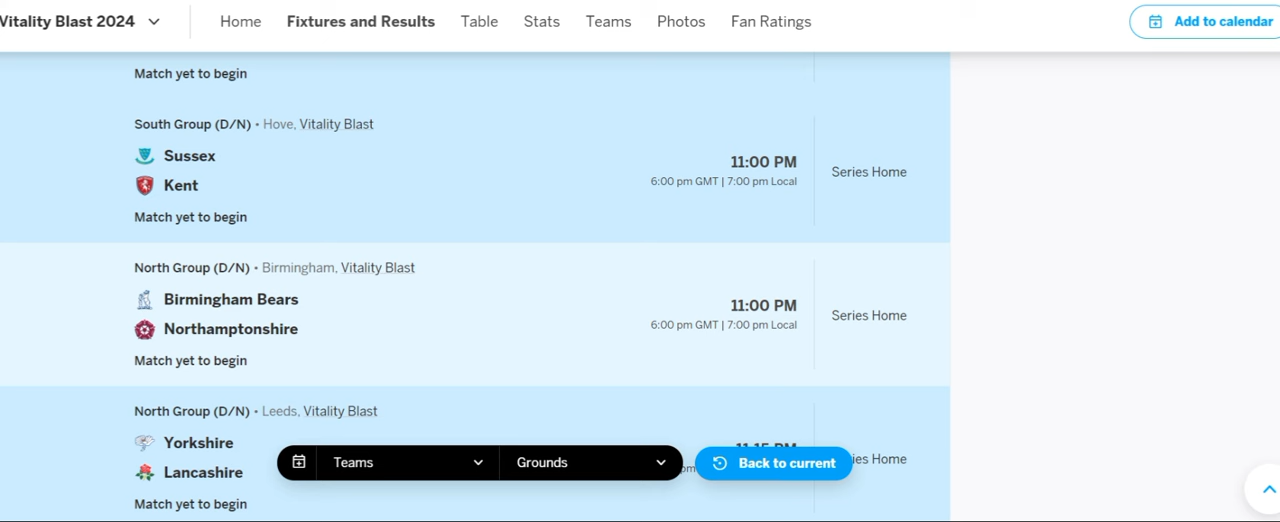 Vitality Blast 2024
Home Fixtures and Results Table Stats Teams Photos Fan Ratings
Add to calendar
Match yet to begin
South Group (D/N) • Hove, Vitality Blast
Sussex
Kent
Match yet to begin
11:00 PM
6:00 pm GMT | 7:00 pm Local
Series Home
North Group (D/N) • Birmingham, Vitality Blast
Birmingham Bears
Northamptonshire
Match yet to begin
11:00 PM
6:00 pm GMT | 7:00 pm Local
Series Home
North Group (D/N) • Leeds, Vitality Blast
Yorkshire
Lancashire
Match yet to begin
11:15 PM
Home
Teams Grounds
Back to current